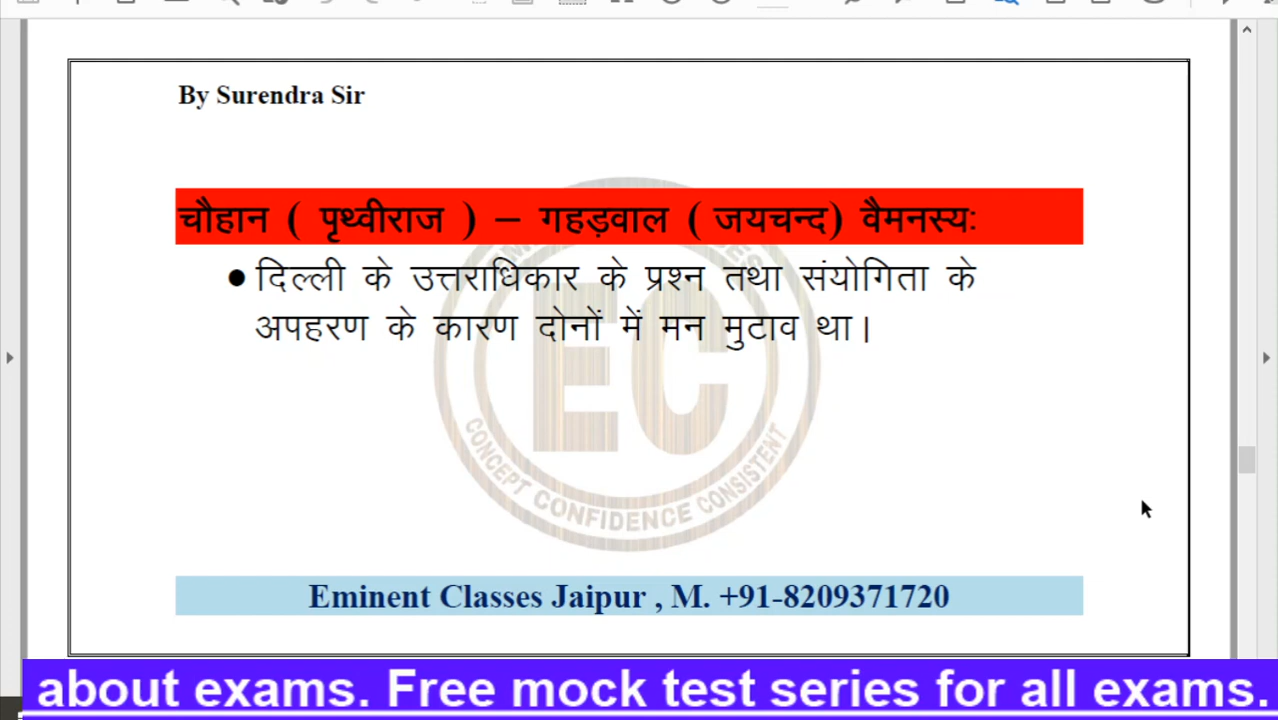 By Surendra Sir
चौहान ( पृथ्वीराज ) – गहड़वाल ( जयचन्द) वैमनस्यः
● दिल्ली के उत्तराधिकार के प्रश्न तथा संयोगिता के
अपहरण के कारण दोनों में मन मुटाव था।
EC
CONCEPT CONFIDENCE CONSISTENT
Eminent Classes Jaipur , M. +91-8209371720
about exams. Free mock test series for all exams.